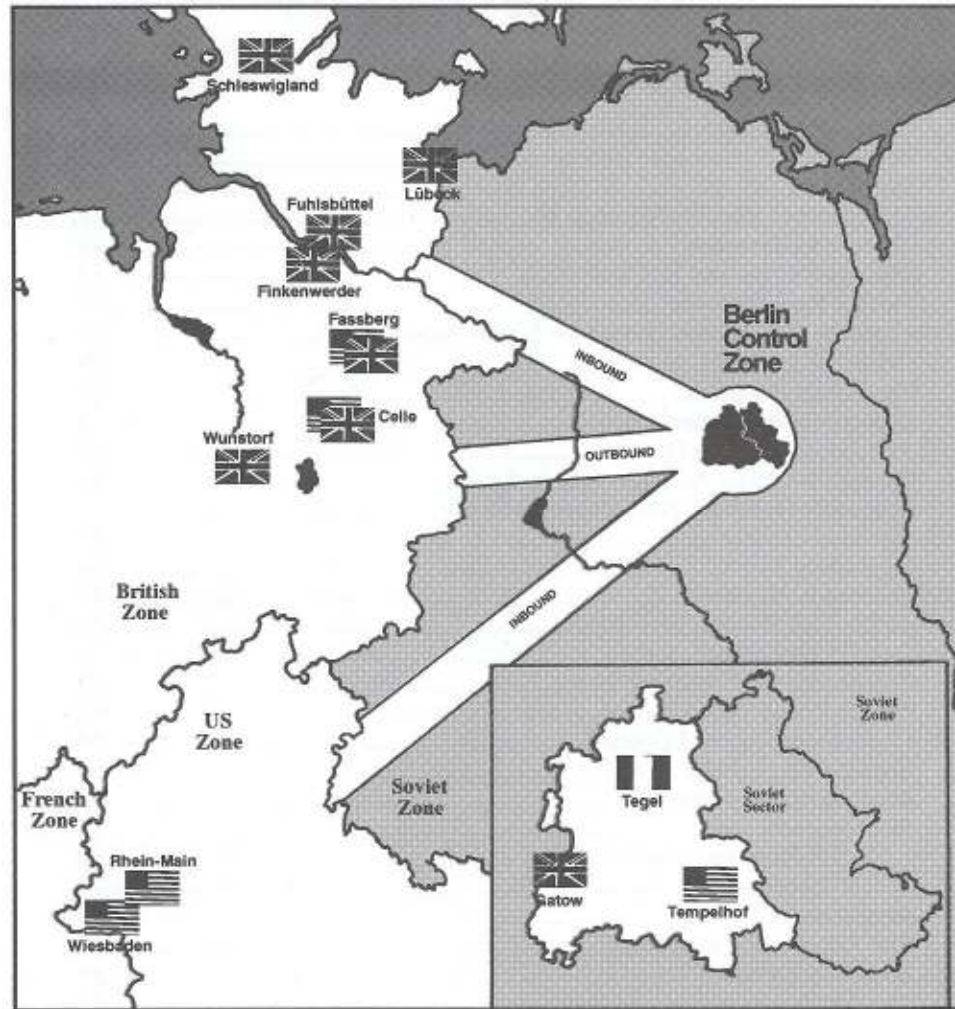 Schleswigland
Lübeck
Fuhlsbüttel
Finkenwerder
Fassberg
Celle
Wunstorf
INBOUND
OUTBOUND
INBOUND
Berlin
Control
Zone
British
Zone
US
Zone
French
Zone
Soviet
Zone
Rhein-Main
Wiesbaden
Soviet
Zone
Soviet
Sector
Tegel
Gatow
Tempelhof